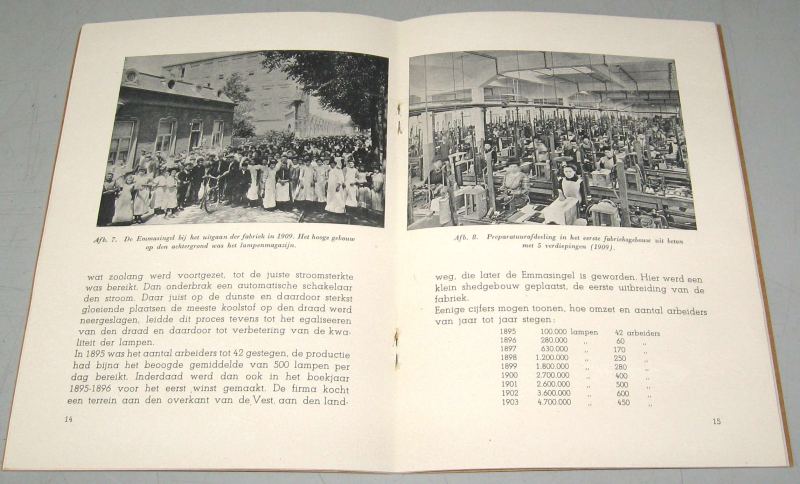 Afb. 7. De Emmasingel bij het uitgaan der fabriek in 1909. Het hooge gebouw
op den achtergrond was het lampenmagazijn.
wat zoolang werd voortgezet, tot de juiste stroomsterkte
was bereikt. Dan onderbrak een automatische schakelaar
den stroom. Daar juist op de dunste en daardoor sterkst
gloeiende plaatsen de meeste koolstof op den draad werd
neergeslagen, leidde dit proces tevens tot het egaliseeren
van den draad en daardoor tot verbetering van de kwa-
liteit der lampen.
In 1895 was het aantal arbeiders tot 42 gestegen, de productie
had bijna het beoogde gemiddelde van 500 lampen per
dag bereikt. Inderdaad werd dan ook in het boekjaar
1895-1896 voor het eerst winst gemaakt. De firma kocht
een terrein aan den overkant van de Vest, aan den land-
14
Afb. 8. Preparatuurafdeeling in het eerste fabrieksgebouw uit beton
met 5 verdiepingen (1909).
weg, die later de Emmasingel is geworden. Hier werd een
klein shedgebouw geplaatst, de eerste uitbreiding van de
fabriek.
Eenige cijfers mogen toonen, hoe omzet en aantal arbeiders
van jaar tot jaar stegen:
1895 100.000 lampen 42 arbeiders
1896 280.000 „ 60 „
1897 630.000 „ 170 „
1898 1.200.000 „ 250 „
1899 1.800.000 „ 280 „
1900 2.700.000 „ 400 „
1901 2.600.000 „ 500 „
1902 3.600.000 „ 600 „
1903 4.700.000 „ 450 „
15